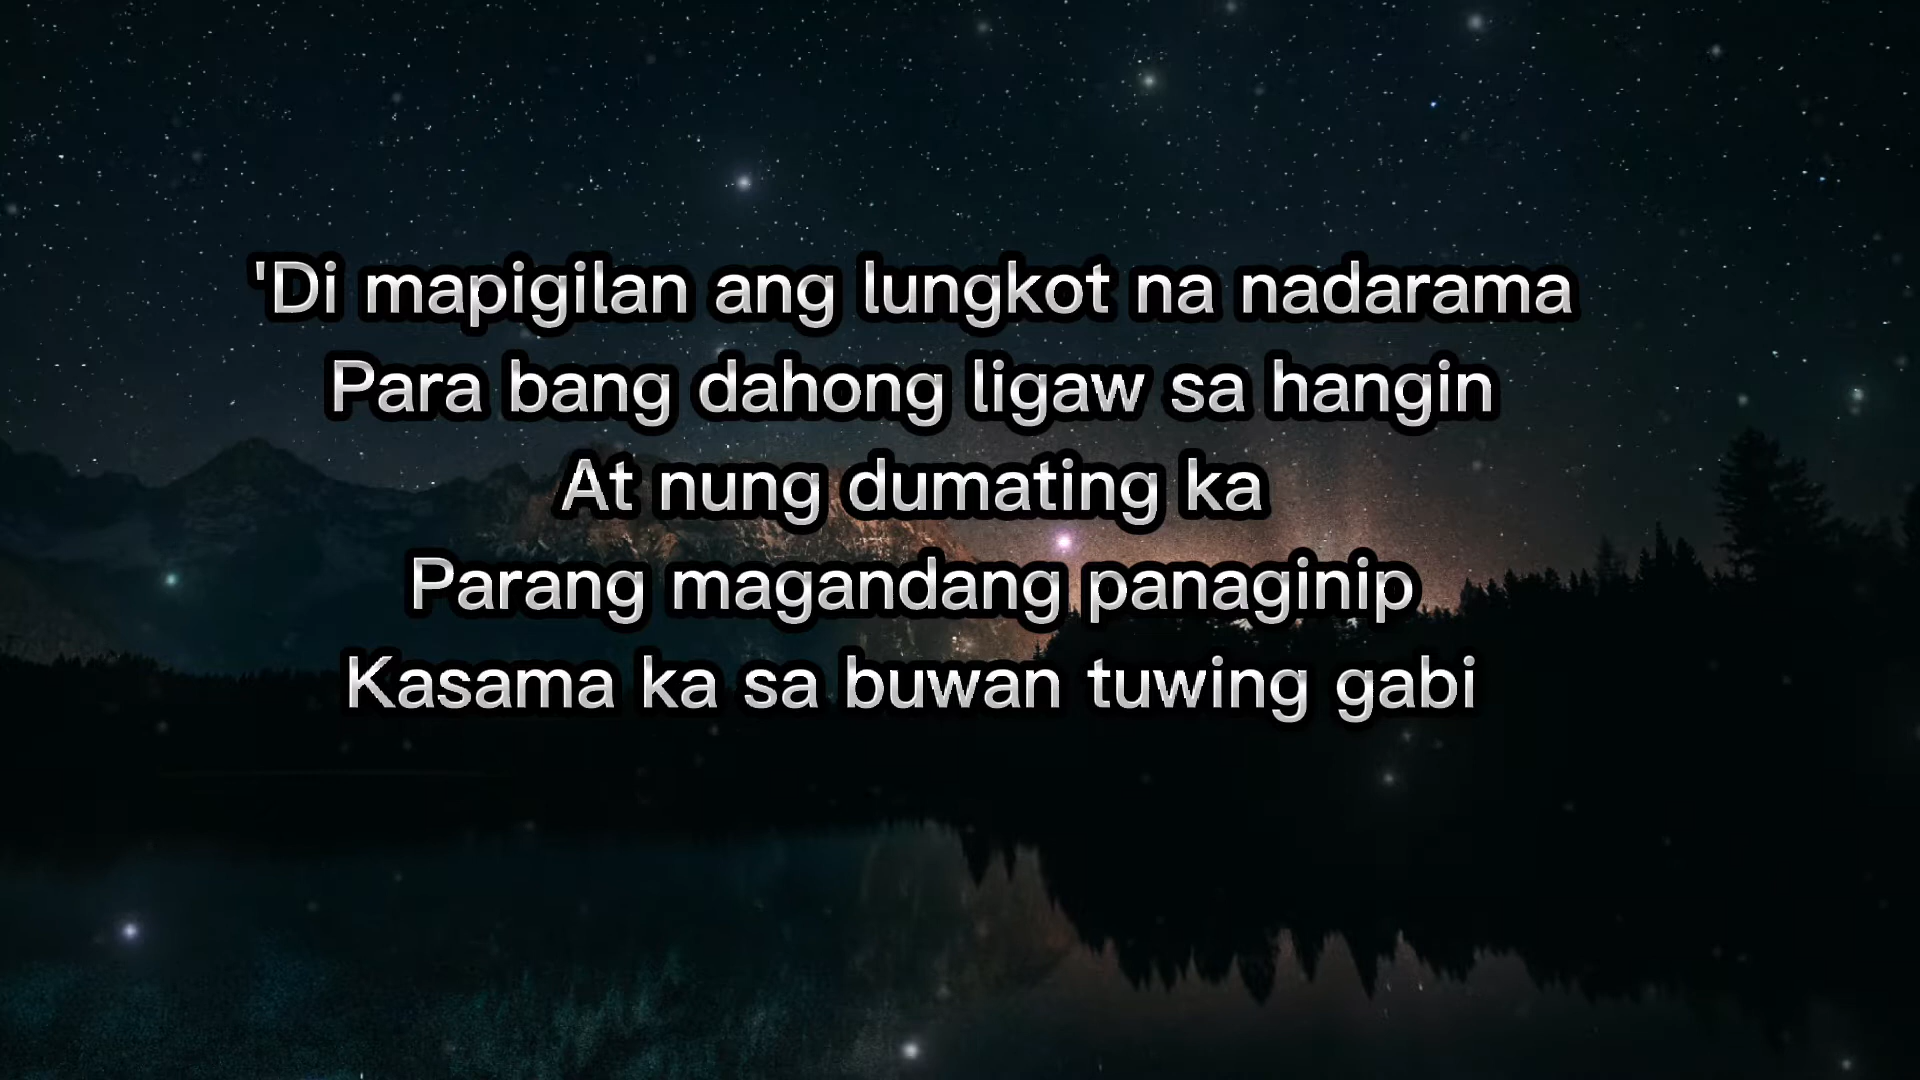 'Di mapigilan ang lungkot na nadarama
Para bang dahong ligaw sa hangin
At nung dumating ka
Parang magandang panaginip
Kasama ka sa buwan tuwing gabi